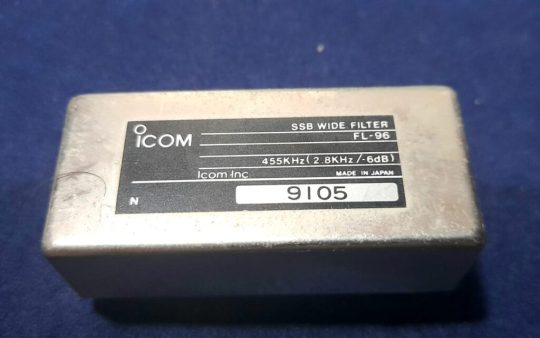 ICOM
SSB WIDE FILTER
FL-96
455KHz(2.8KHz/-6dB)
Icom Inc
MADE IN JAPAN
N
9105